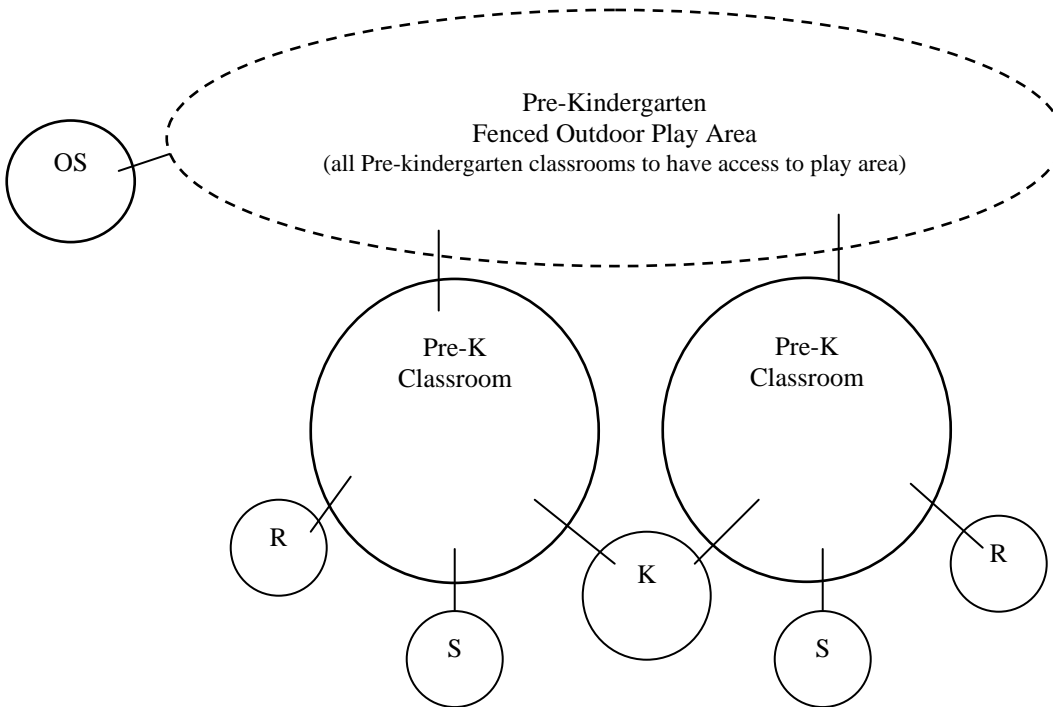 Pre-Kindergarten
Fenced Outdoor Play Area
(all Pre-kindergarten classrooms to have access to play area)
OS
Pre-K
Classroom
Pre-K
Classroom
R
K
R
S
S